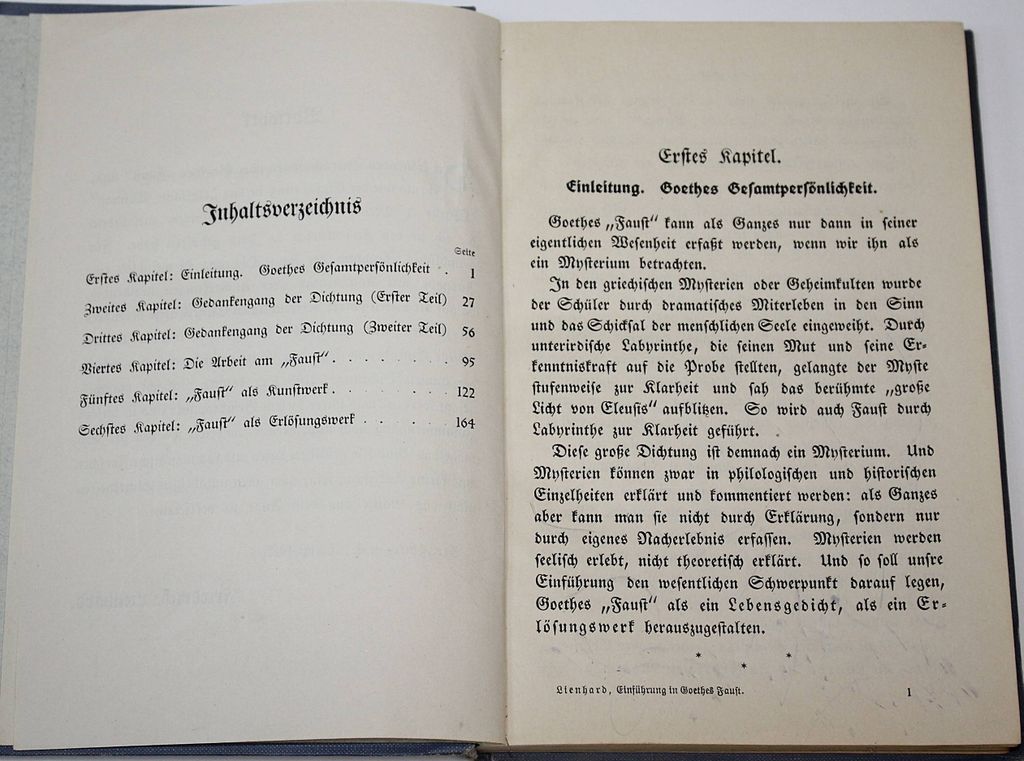 Inhaltsverzeichnis
Seite
Erstes Kapitel: Einleitung. Goethes Gesamtpersönlichkeit . 1
Zweites Kapitel: Gedankengang der Dichtung (Erster Teil) 27
Drittes Kapitel: Gedankengang der Dichtung (Zweiter Teil) 56
Viertes Kapitel: Die Arbeit am „Faust“ . . . . . . . . 95
Fünftes Kapitel: „Faust“ als Kunstwerk . . . . 122
Sechstes Kapitel: „Faust“ als Erlösungswerk . . . . . . 164
Erstes Kapitel.
Einleitung. Goethes Gesamtpersönlichkeit.
Goethes „Faust“ kann als Ganzes nur dann in seiner
eigentlichen Wesenheit erfaßt werden, wenn wir ihn als
ein Mysterium betrachten.
In den griechischen Mysterien oder Geheimkulten wurde
der Schüler durch dramatisches Miterleben in den Sinn
und das Schicksal der menschlichen Seele eingeweiht. Durch
unterirdische Labyrinthe, die seinen Mut und seine Er-
kenntniskraft auf die Probe stellten, gelangte der Myste
stufenweise zur Klarheit und sah das berühmte „große
Licht von Eleusis“ aufblitzen. So wird auch Faust durch
Labyrinthe zur Klarheit geführt.
Diese große Dichtung ist demnach ein Mysterium. Und
Mysterien können zwar in philologischen und historischen
Einzelheiten erklärt und kommentiert werden: als Ganzes
aber kann man sie nicht durch Erklärung, sondern nur
durch eigenes Nacherlebnis erfassen. Mysterien werden
seelisch erlebt, nicht theoretisch erklärt. Und so soll unsre
Einführung den wesentlichen Schwerpunkt darauf legen,
Goethes „Faust“ als ein Lebensgedicht, als ein Er-
lösungswerk herauszugestalten.
* * *
Lienhard, Einführung in Goethes Faust. 1